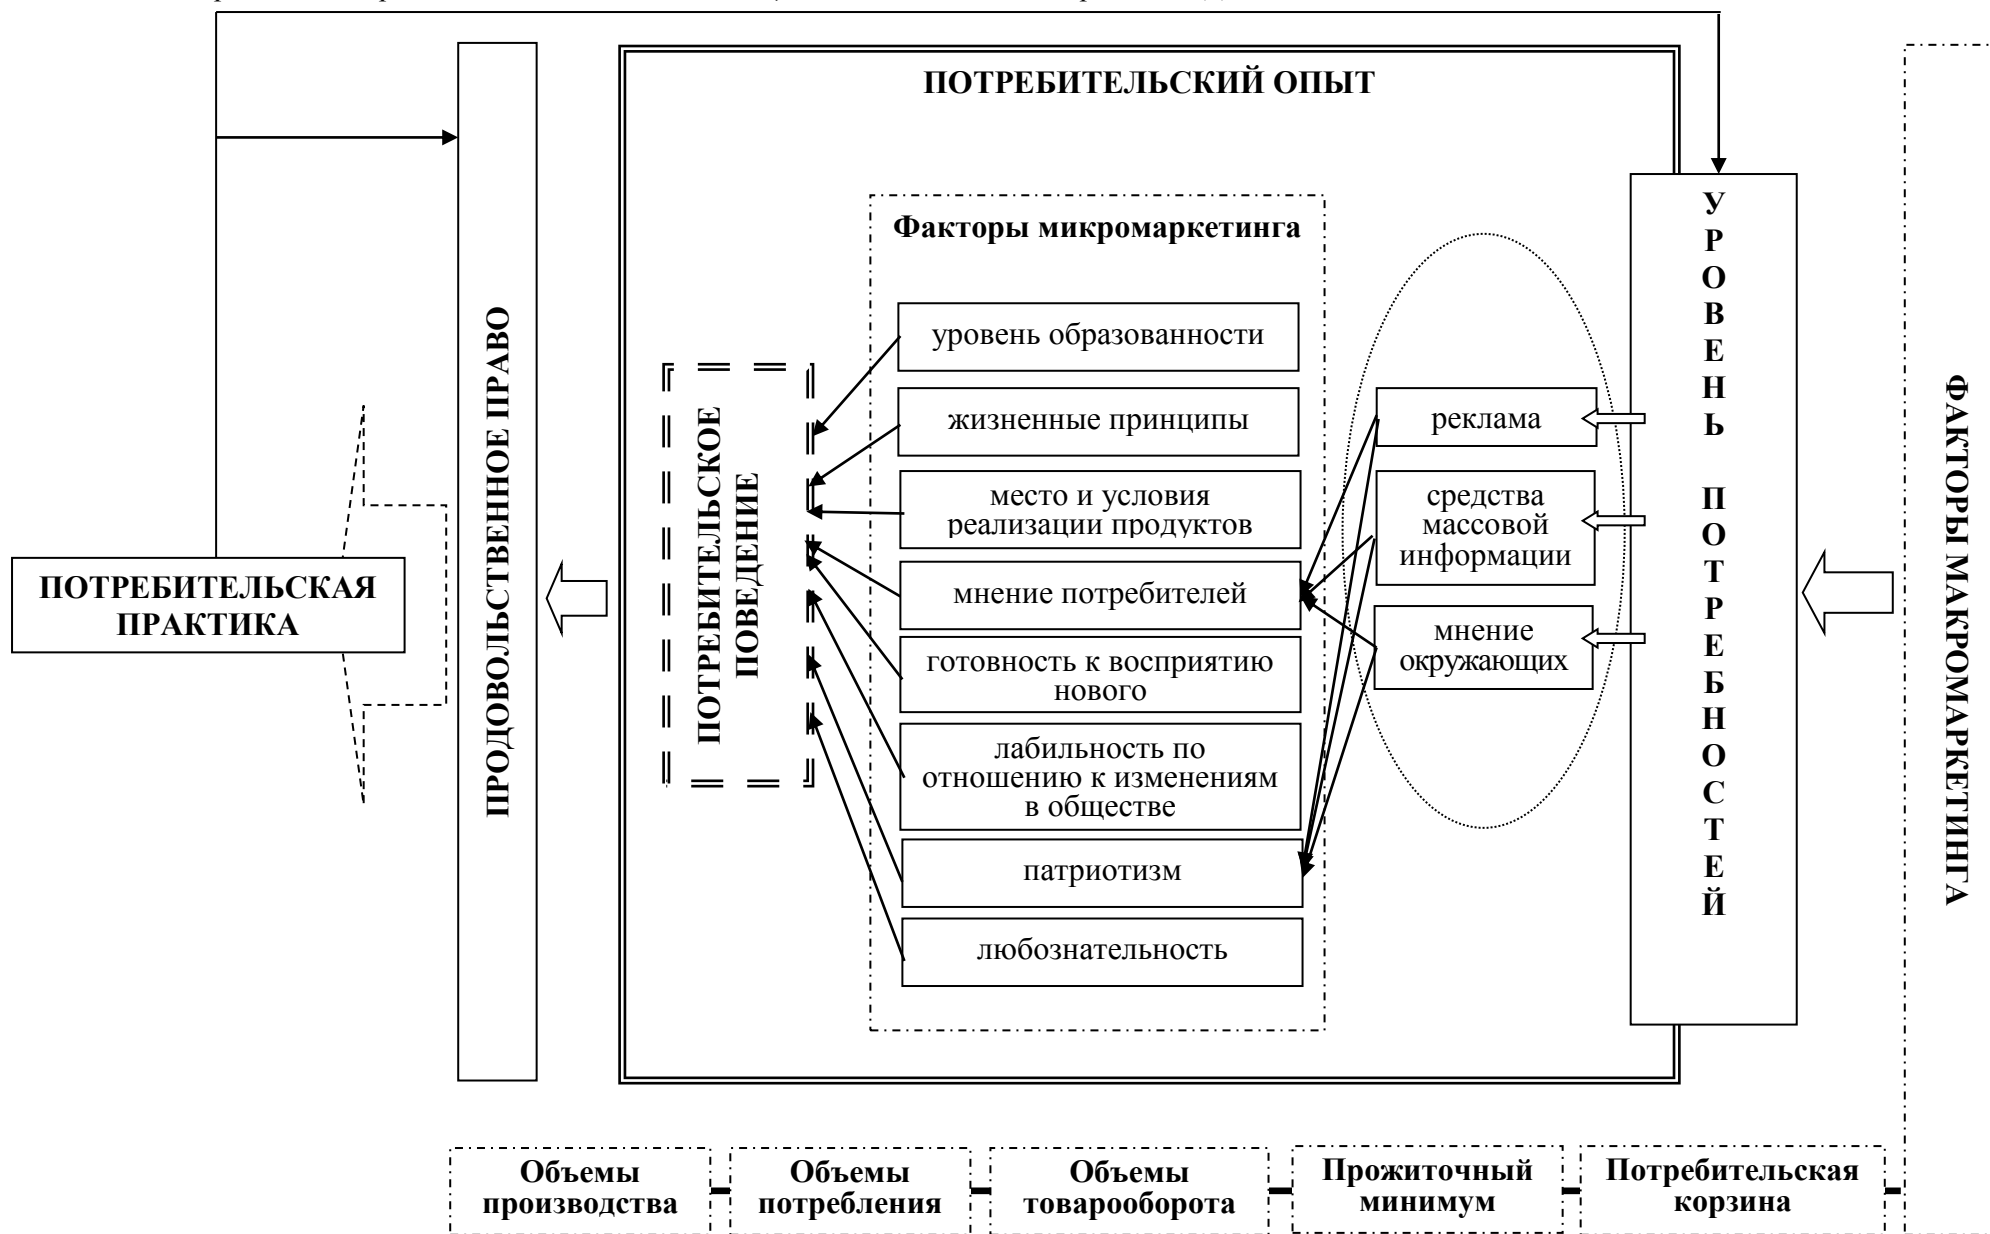 ПОТРЕБИТЕЛЬСКИЙ ОПЫТ
ПОТРЕБИТЕЛЬСКАЯ
ПРАКТИКА
ПРОДОВОЛЬСТВЕННОЕ ПРАВО
ПОТРЕБИТЕЛЬСКОЕ
ПОВЕДЕНИЕ
Факторы микромаркетинга
уровень образованности
жизненные принципы
место и условия
реализации продуктов
мнение потребителей
готовность к восприятию
нового
лабильность по
отношению к изменениям
в обществе
патриотизм
любознательность
реклама
средства
массовой
информации
мнение
окружающих
УРОВЕНЬ ПОТРЕБНОСТЕЙ
ФАКТОРЫ МАКРОМАРКЕТИНГА
Объемы
производства
Объемы
потребления
Объемы
товарооборота
Прожиточный
минимум
Потребительская
корзина